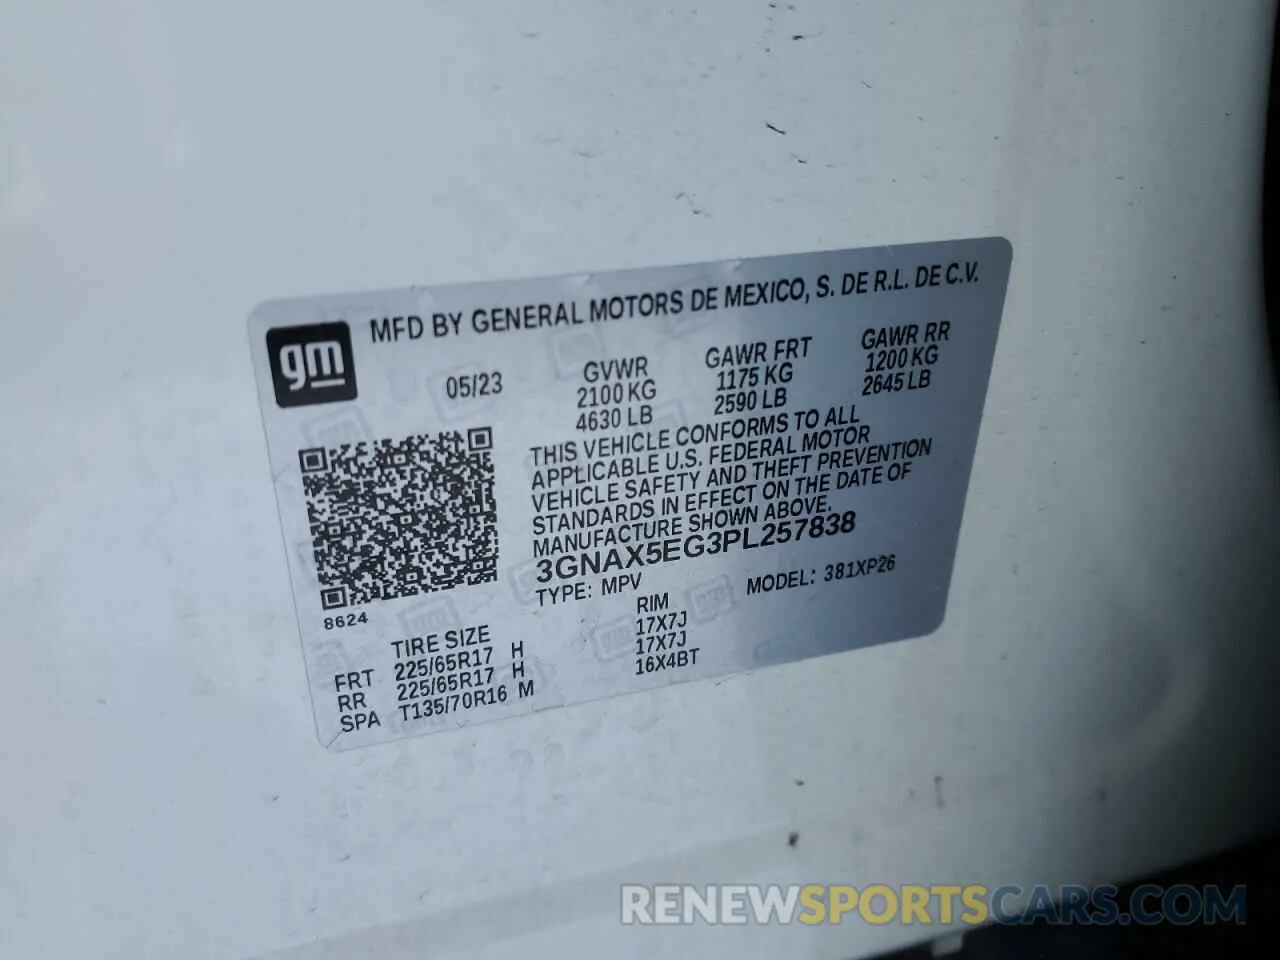 MFD BY GENERAL MOTORS DE MEXICO, S. DE R.L. DE C.V.
gm
05/23
GVWR GAWR FRT GAWR RR
2100 KG 1175 KG 1200 KG
4630 LB 2590 LB 2645 LB
THIS VEHICLE CONFORMS TO ALL
APPLICABLE U.S. FEDERAL MOTOR
VEHICLE SAFETY AND THEFT PREVENTION
STANDARDS IN EFFECT ON THE DATE OF
MANUFACTURE SHOWN ABOVE.
3GNAX5EG3PL257838
TYPE: MPV MODEL: 381XP26
8624
TIRE SIZE RIM
FRT 225/65R17 H 17X7J
RR 225/65R17 H 17X7J
SPA T135/70R16 M 16X4BT
RENEWSPORTSCARS.COM